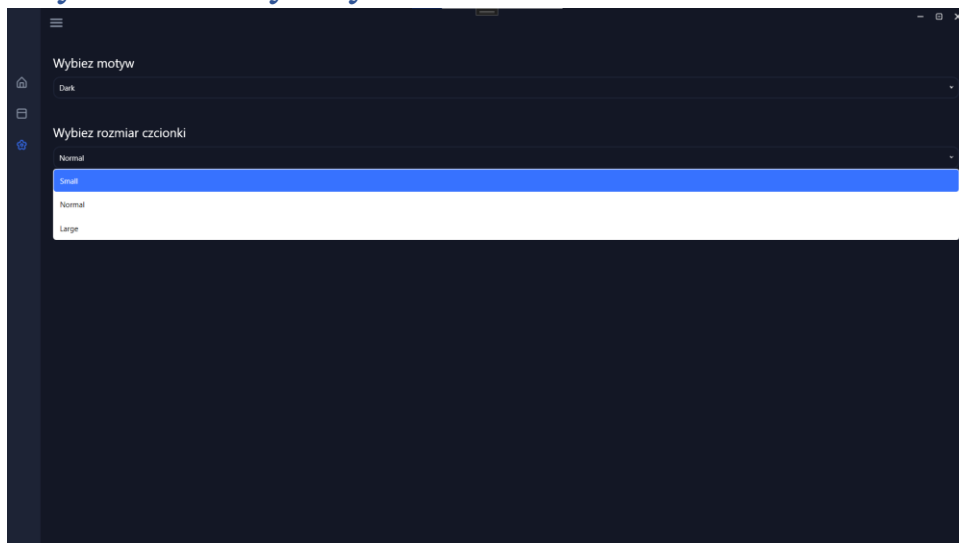 Wybiez motyw
Dark
Wybiez rozmiar czcionki
Normal
Small
Normal
Large